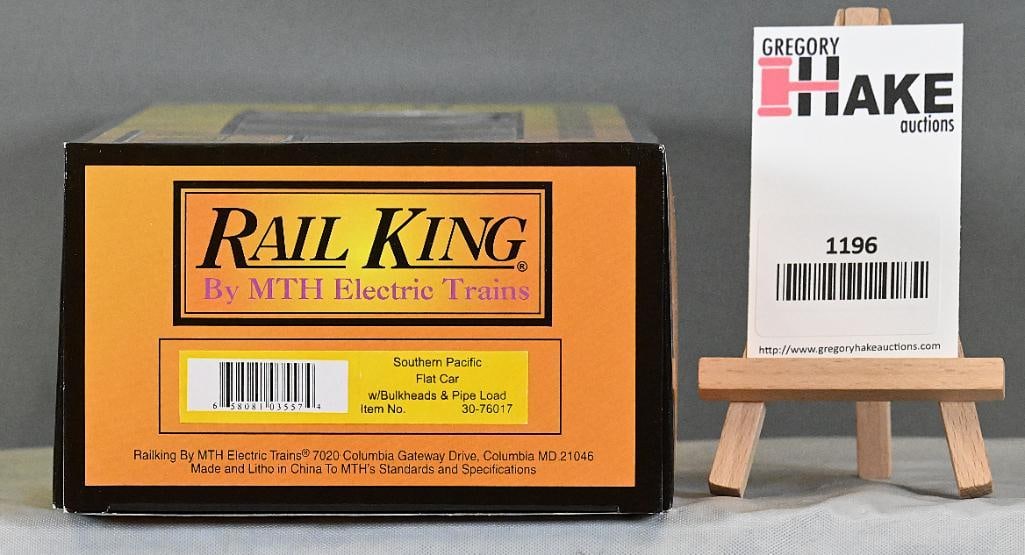 RAIL KING®
By MTH Electric Trains
6 58081 03557 4
Southern Pacific
Flat Car
w/Bulkheads & Pipe Load
Item No. 30-76017
Railking By MTH Electric Trains® 7020 Columbia Gateway Drive, Columbia MD 21046
Made and Litho in China To MTH's Standards and Specifications
GREGORY
HAKE
auctions
1196
http://www.gregoryhakeauctions.com